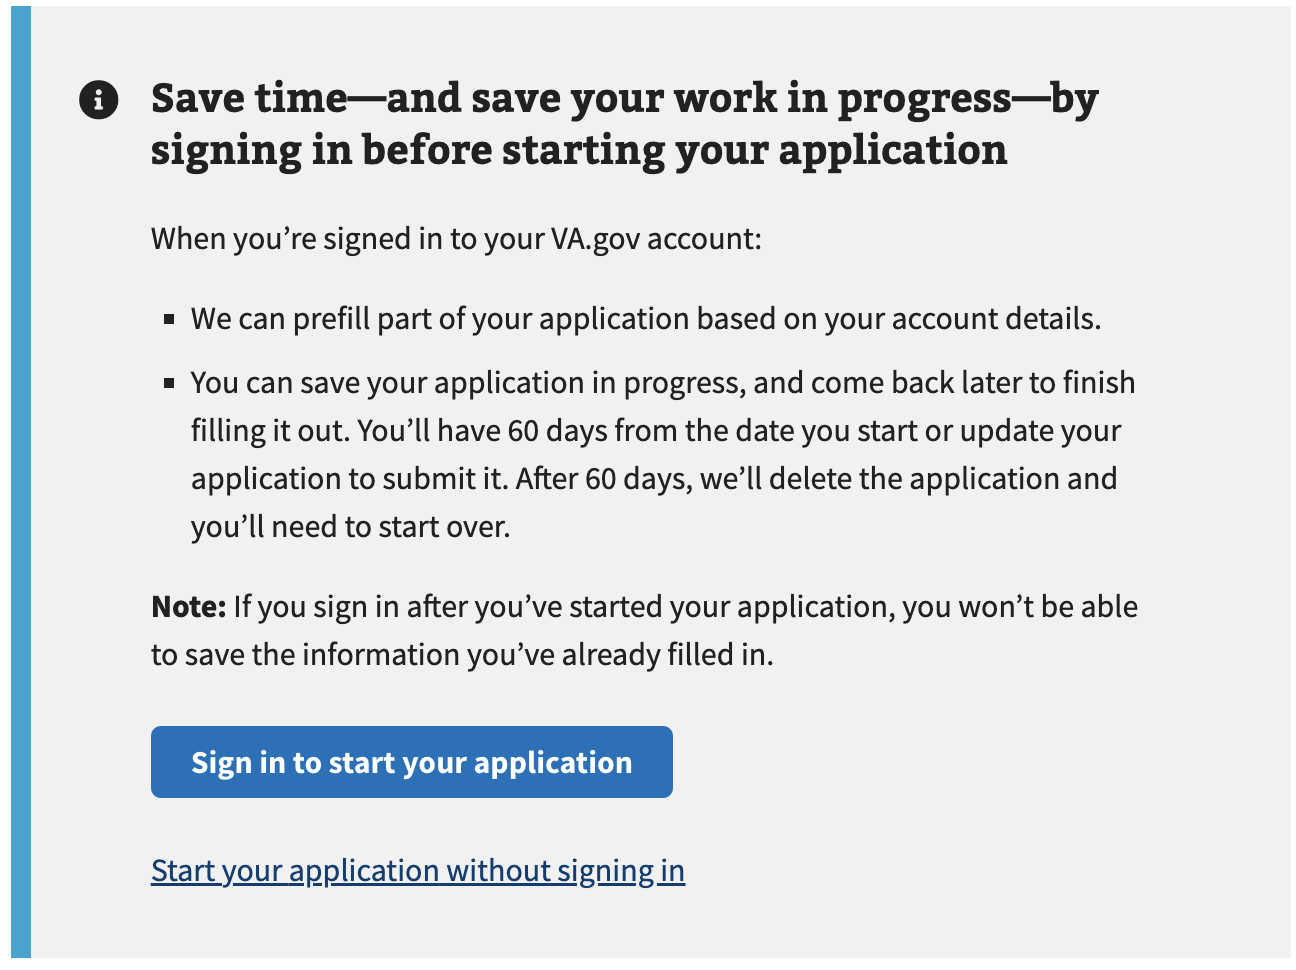 Save time—and save your work in progress—by
signing in before starting your application
When you’re signed in to your VA.gov account:
▪ We can prefill part of your application based on your account details.
▪ You can save your application in progress, and come back later to finish
filling it out. You’ll have 60 days from the date you start or update your
application to submit it. After 60 days, we’ll delete the application and
you’ll need to start over.
Note: If you sign in after you’ve started your application, you won’t be able
to save the information you’ve already filled in.
Sign in to start your application
Start your application without signing in